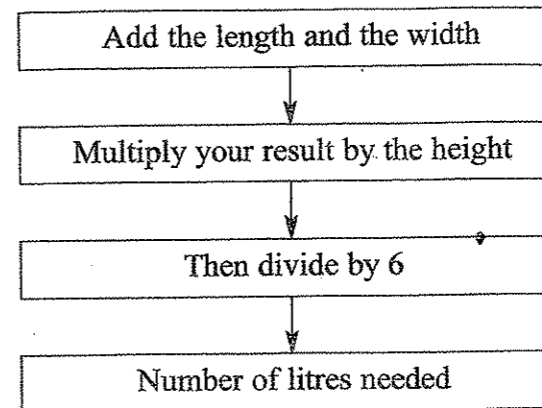 Add the length and the width
Multiply your result by the height
Then divide by 6
Number of litres needed